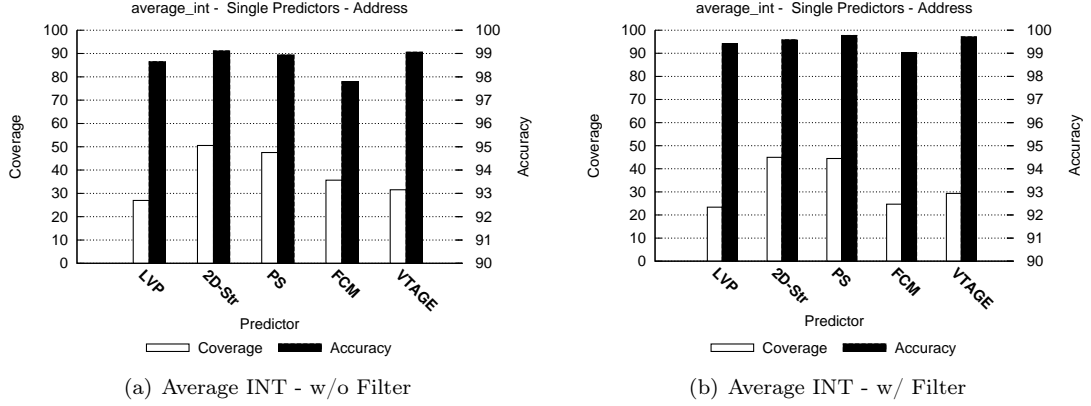 average_int - Single Predictors - Address
100
90
80
70
60
50
40
30
20
10
0
Coverage
100
99
98
97
96
95
94
93
92
91
90
Accuracy
LVP
2D-Str
PS
FCM
VTAGE
Predictor
Coverage Accuracy
(a) Average INT - w/o Filter
average_int - Single Predictors - Address
100
90
80
70
60
50
40
30
20
10
0
Coverage
100
99
98
97
96
95
94
93
92
91
90
Accuracy
LVP
2D-Str
PS
FCM
VTAGE
Predictor
Coverage Accuracy
(b) Average INT - w/ Filter